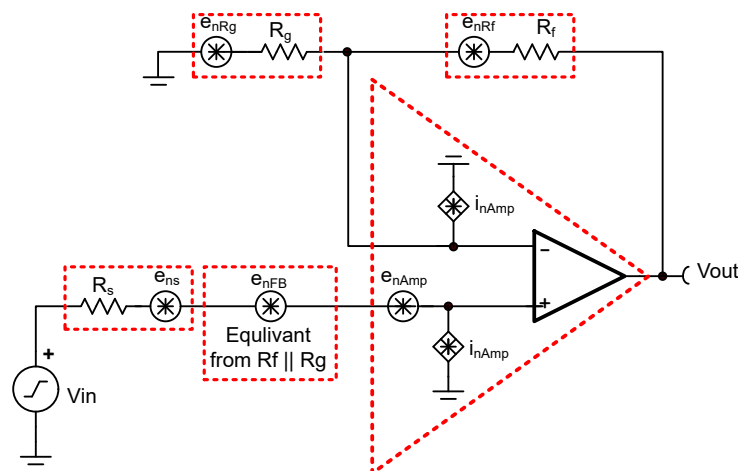 enRg
Rg
enRf
Rf
inAmp
Rs
ens
enFB
enAmp
-
+
Vout
Equlivant
from Rf || Rg
inAmp
+
Vin